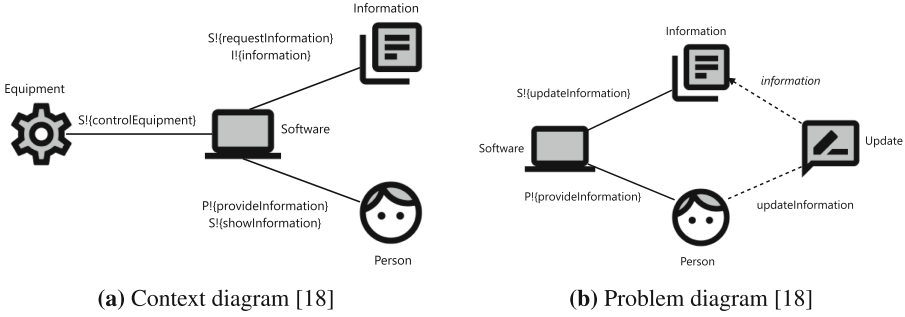 Information
S!{requestInformation}
I!{information}
Equipment
S!{controlEquipment}
Software
P!{provideInformation}
S!{showInformation}
Person
(a) Context diagram [18]
Information
information
S!{updateInformation}
Software
Update
P!{provideInformation}
updateInformation
Person
(b) Problem diagram [18]